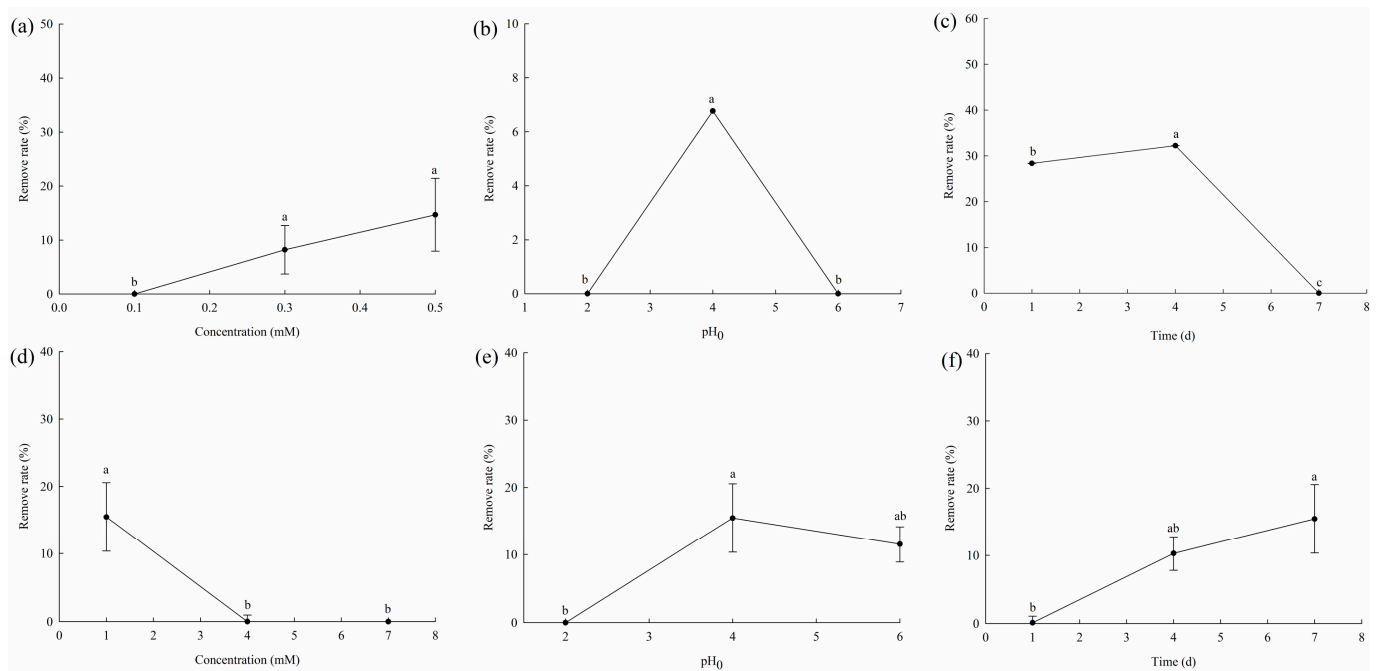 (a)
50
40
30
20
10
0
Remove rate (%)
b
a
a
0.0 0.1 0.2 0.3 0.4 0.5
Concentration (mM)
(b)
10
8
6
4
2
0
Remove rate (%)
b
a
b
1 2 3 4 5 6 7
pH0
(c)
60
50
40
30
20
10
0
Remove rate (%)
b
a
c
0 1 2 3 4 5 6 7 8
Time (d)
(d)
40
30
20
10
0
Remove rate (%)
a
b
b
0 1 2 3 4 5 6 7 8
Concentration (mM)
(e)
40
30
20
10
0
Remove rate (%)
b
a
ab
2 3 4 5 6
pH0
(f)
40
30
20
10
0
Remove rate (%)
b
ab
a
0 1 2 3 4 5 6 7 8
Time (d)